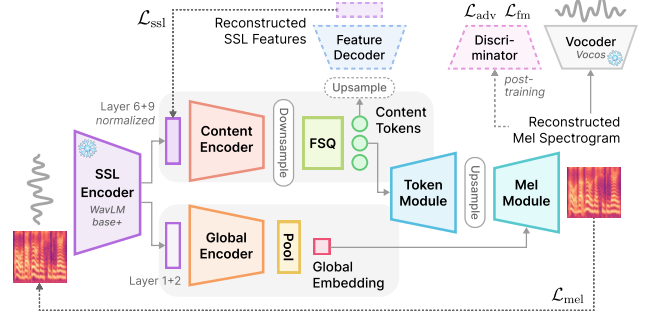 ℒssl
Reconstructed
SSL Features
Feature
Decoder
ℒadv ℒfm
Discri-
minator
Vocoder
Vocos
post-
training
Upsample
Layer 6+9
normalized
Content
Encoder
Downsample
FSQ
Content
Tokens
Reconstructed
Mel Spectrogram
SSL
Encoder
WavLM
base+
Token
Module
Upsample
Mel
Module
Global
Encoder
Pool
Global
Embedding
Layer 1+2
ℒmel